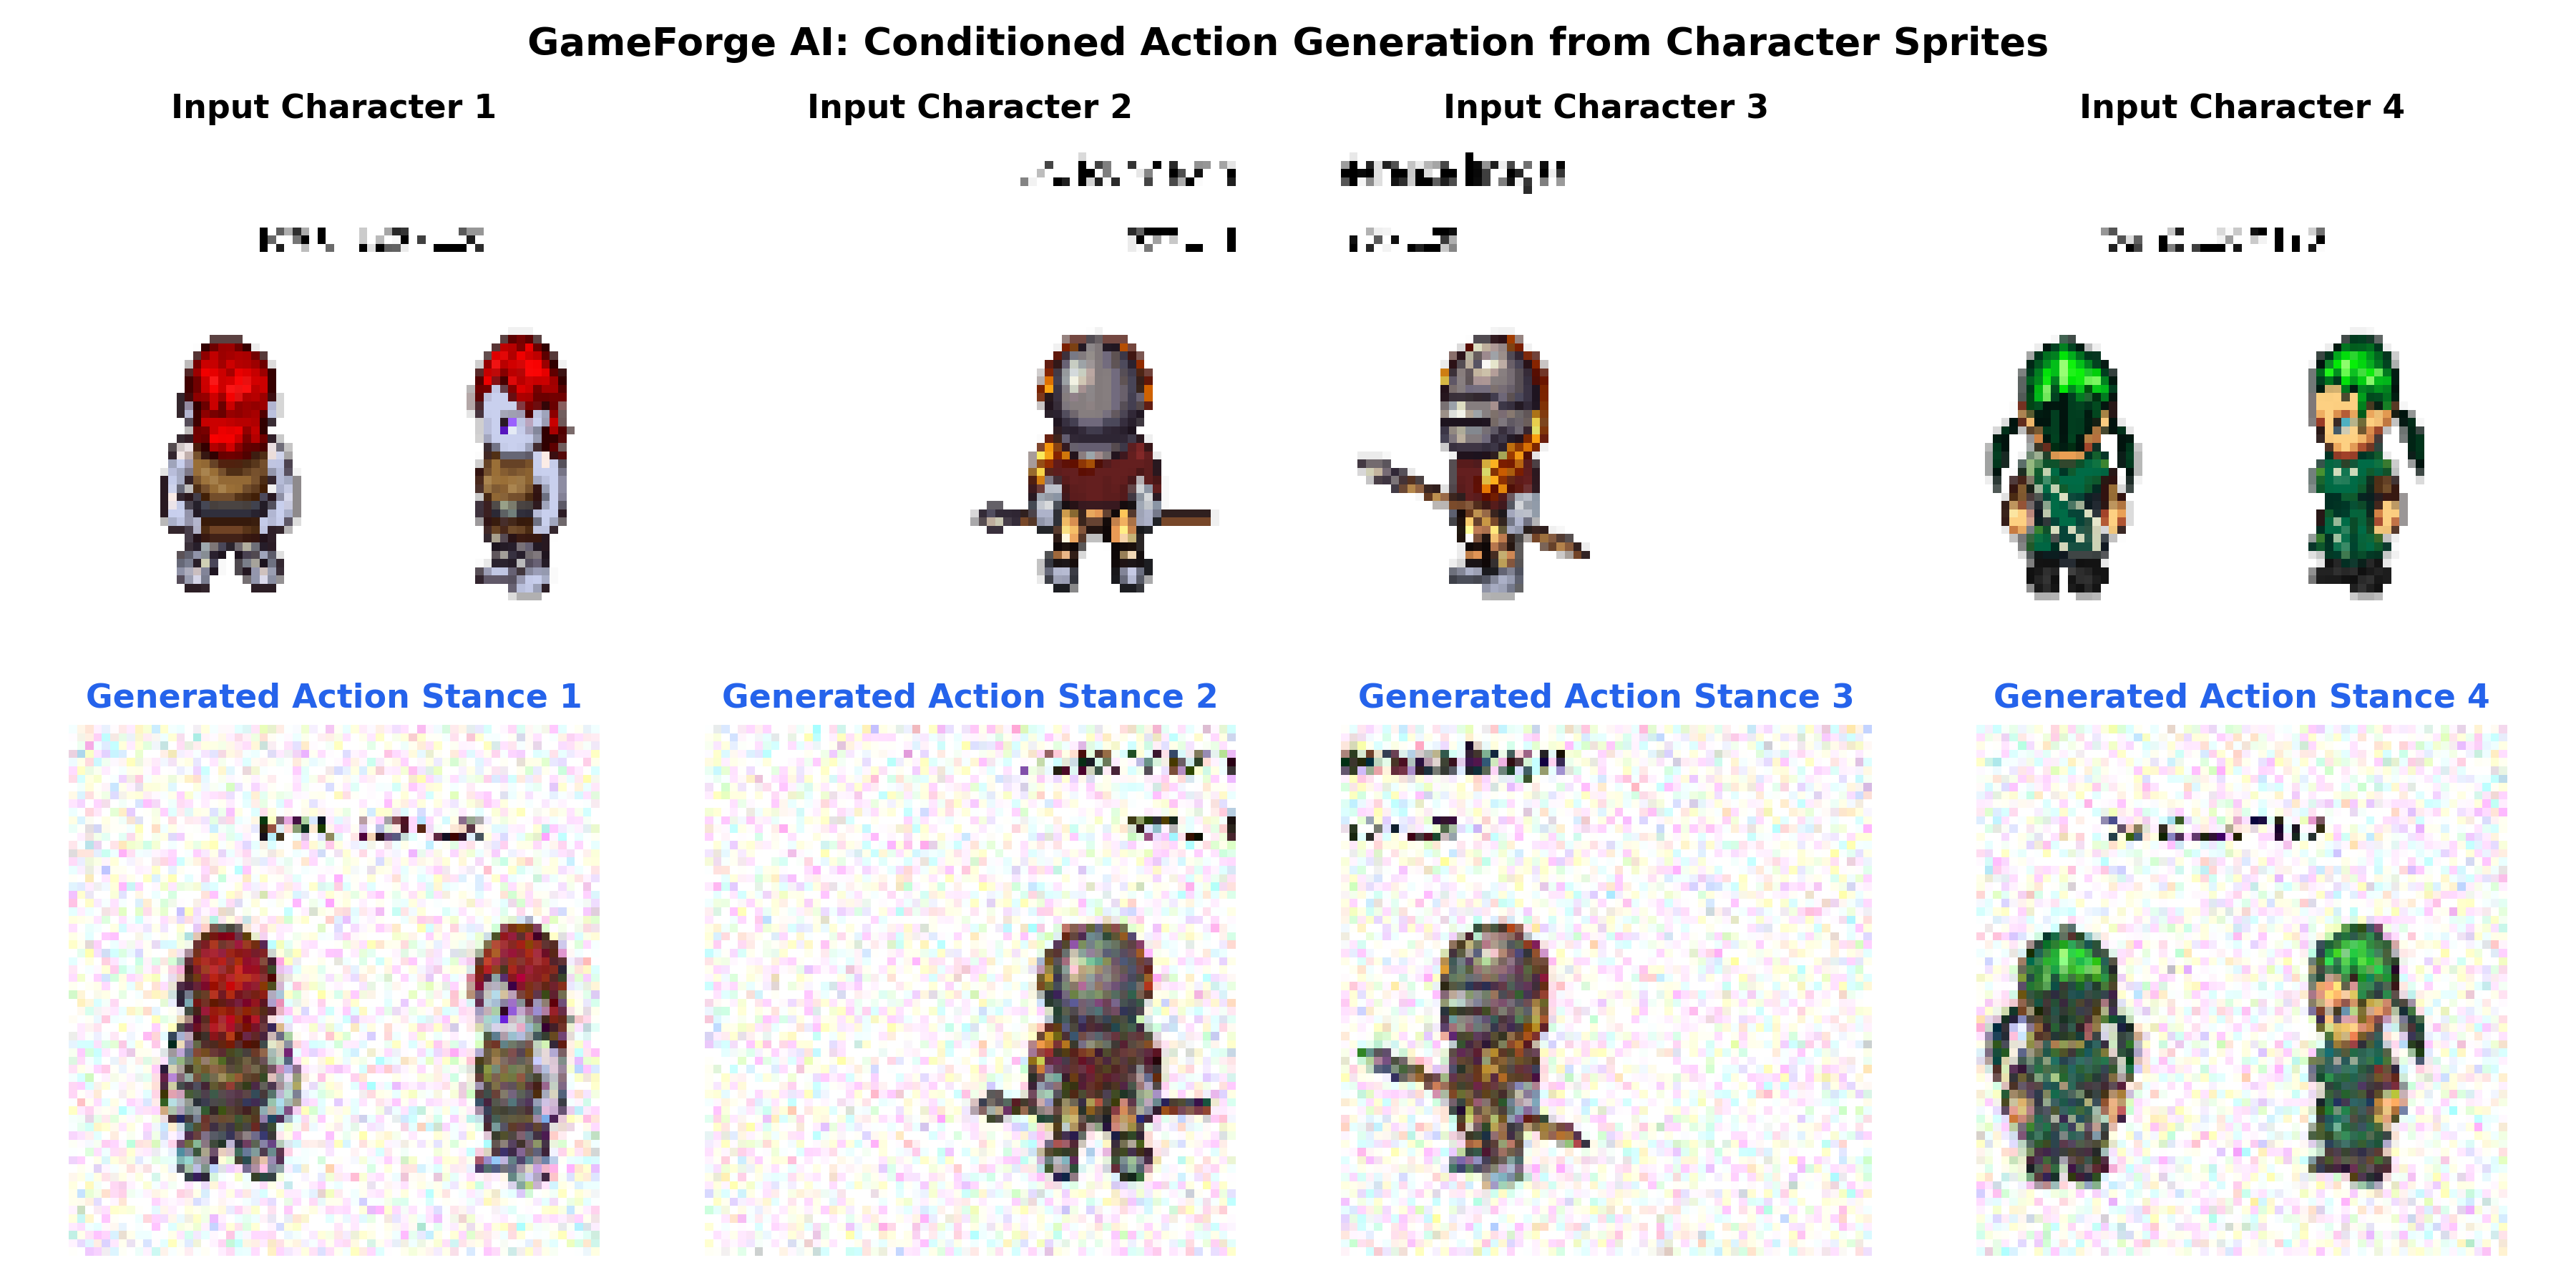 GameForge AI: Conditioned Action Generation from Character Sprites
Input Character 1
Input Character 2
Input Character 3
Input Character 4
Generated Action Stance 1
Generated Action Stance 2
Generated Action Stance 3
Generated Action Stance 4